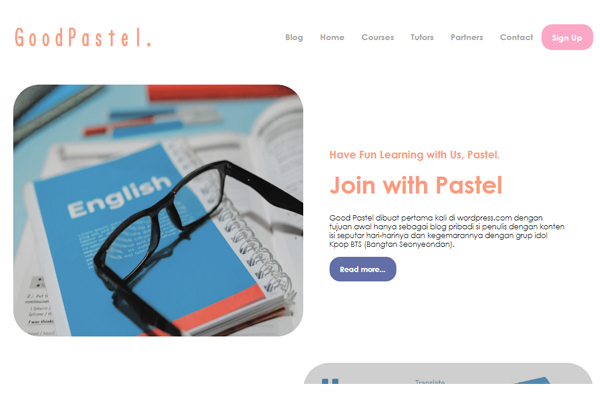 GoodPastel.
Blog Home Courses Tutors Partners Contact Sign Up
Have Fun Learning with Us, Pastel.
Join with Pastel
Good Pastel dibuat pertama kali di wordpress.com dengan
tujuan awal hanya sebagai blog pribadi si penulis dengan konten
isi seputar hari-harinya dan kegemarannya dengan grup idol
Kpop BTS (Bangtan Seonyeondan).
Read more...
English
Translate